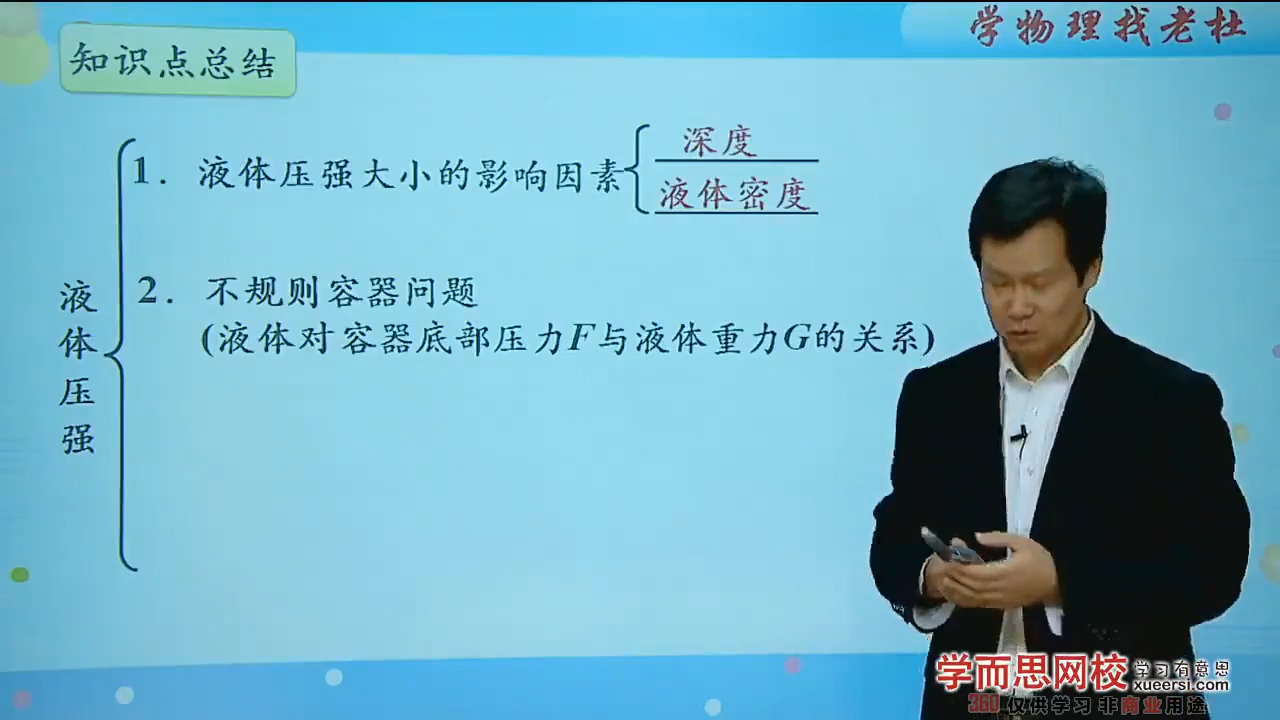 学物理找老杜
知识点总结
液体压强
1. 液体压强大小的影响因素
深度
液体密度
2. 不规则容器问题
(液体对容器底部压力F与液体重力G的关系)
学而思网校 学习有意思
xueersi.com
360 仅供学习 非商业用途